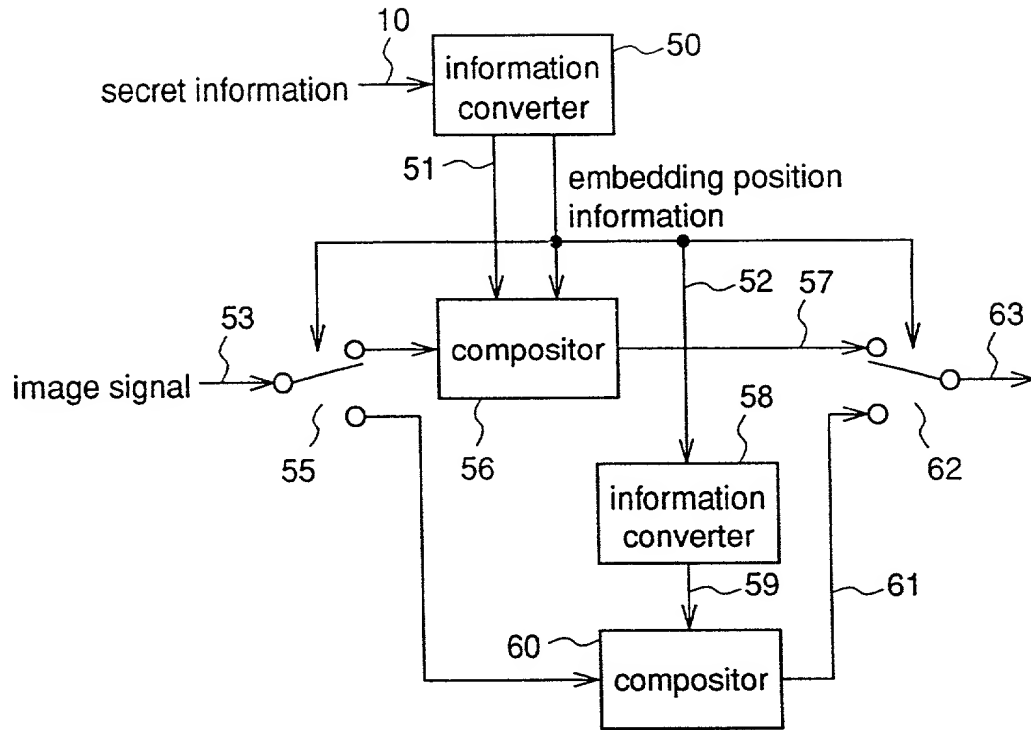 10
50
secret information
information
converter
51
embedding position
information
53
52
57
63
image signal
compositor
55
56
58
62
information
converter
59
61
60
compositor